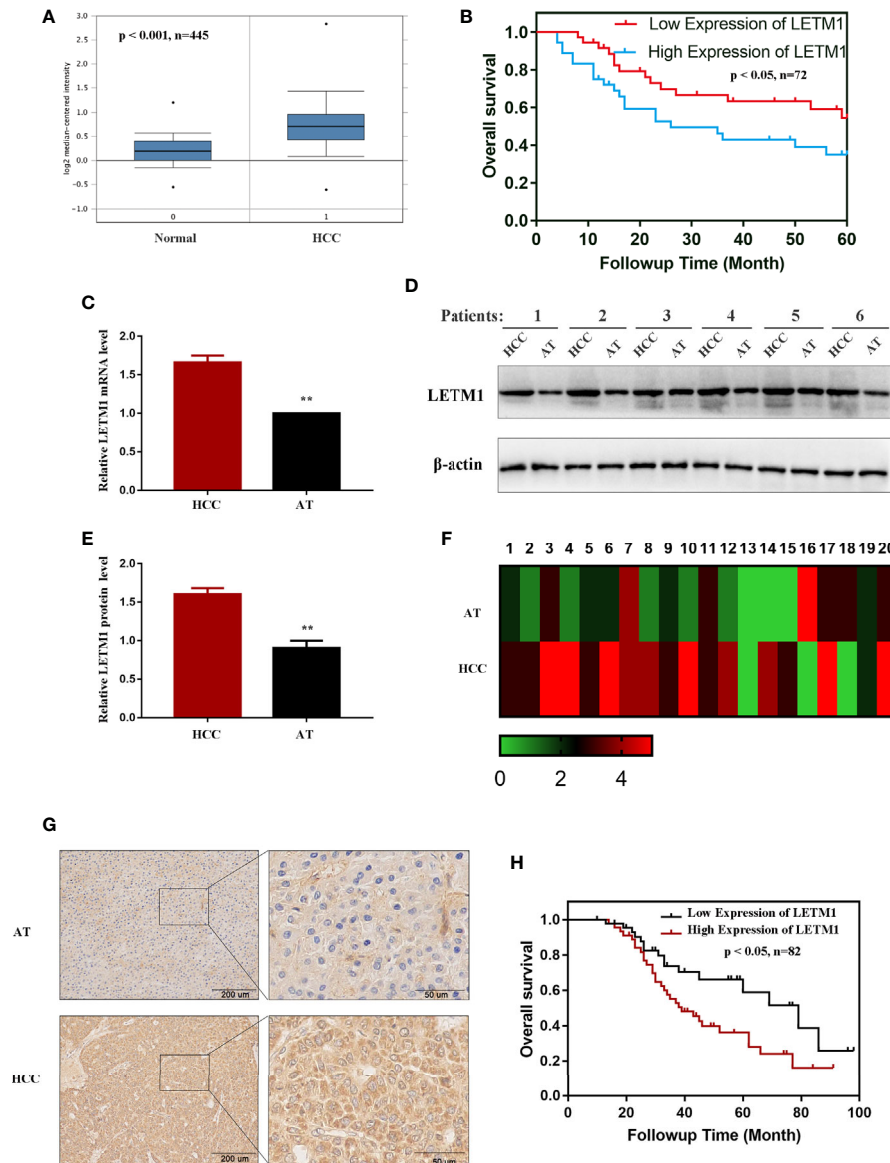 A
p < 0.001, n=445
log2 median-centered intensity
3.0
2.5
2.0
1.5
1.0
0.5
0.0
-0.5
-1.0
0 1
Normal HCC
B
Low Expression of LETM1
High Expression of LETM1
p < 0.05, n=72
Overall survival
1.0
0.8
0.6
0.4
0.2
0.0
0 10 20 30 40 50 60
Followup Time (Month)
C
Relative LETM1 mRNA level
2.0
1.5
1.0
0.5
0.0
**
HCC AT
D
Patients: 1 2 3 4 5 6
HCC AT HCC AT HCC AT HCC AT HCC AT HCC AT
LETM1
β-actin
E
Relative LETM1 protein level
2.0
1.5
1.0
0.5
0.0
**
HCC AT
F
1 2 3 4 5 6 7 8 9 10 11 12 13 14 15 16 17 18 19 20
AT
HCC
0 2 4
G
AT
200 um
50 um
HCC
200 um
50um
H
Low Expression of LETM1
High Expression of LETM1
p < 0.05, n=82
Overall survival
1.0
0.8
0.6
0.4
0.2
0.0
0 20 40 60 80 100
Followup Time (Month)